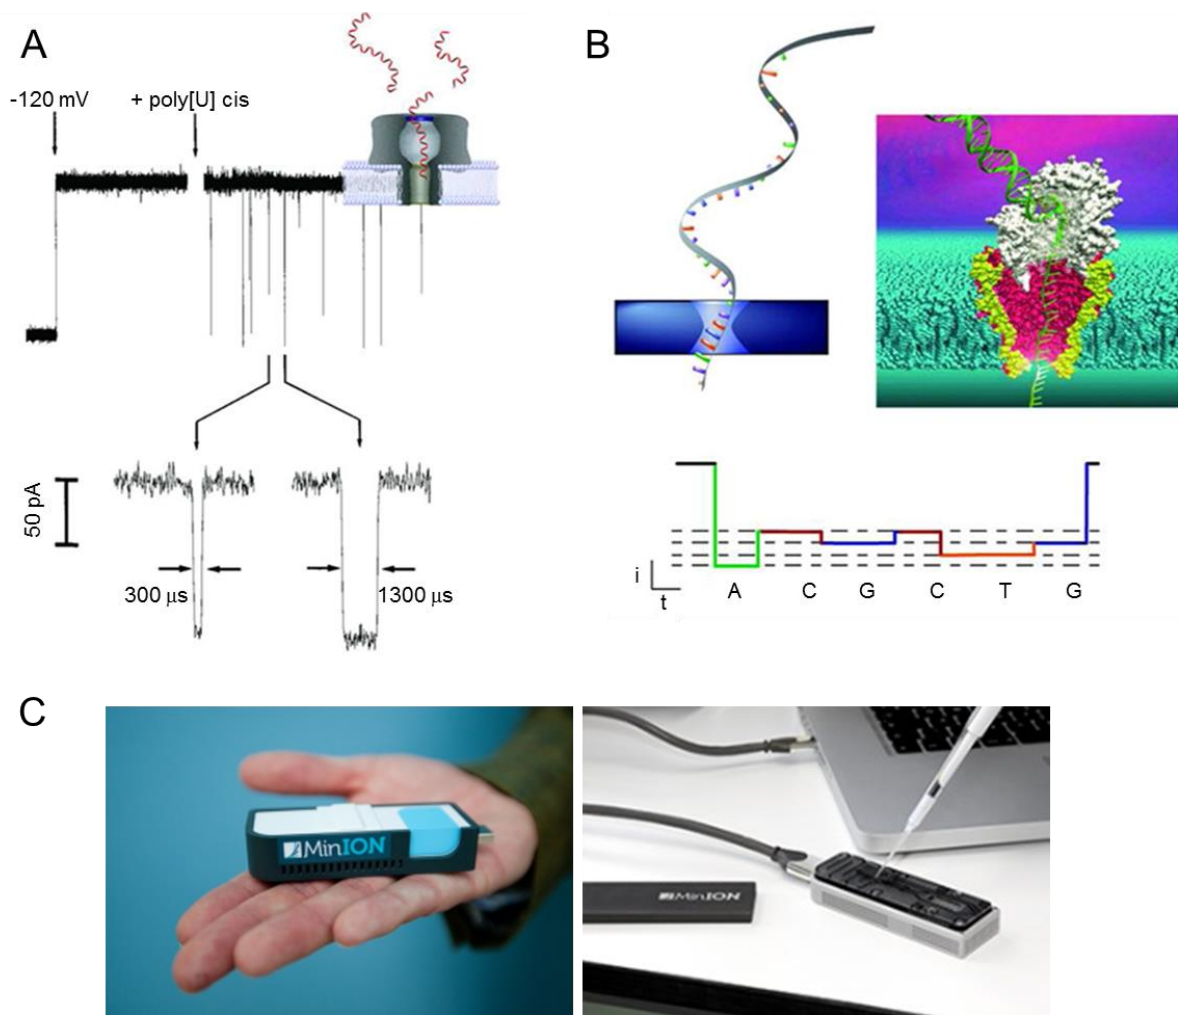 A
-120 mV
+ poly[U] cis
50 pA
300 μs
1300 μs
B
i
t
A C G C T G
C
MinION
MinION